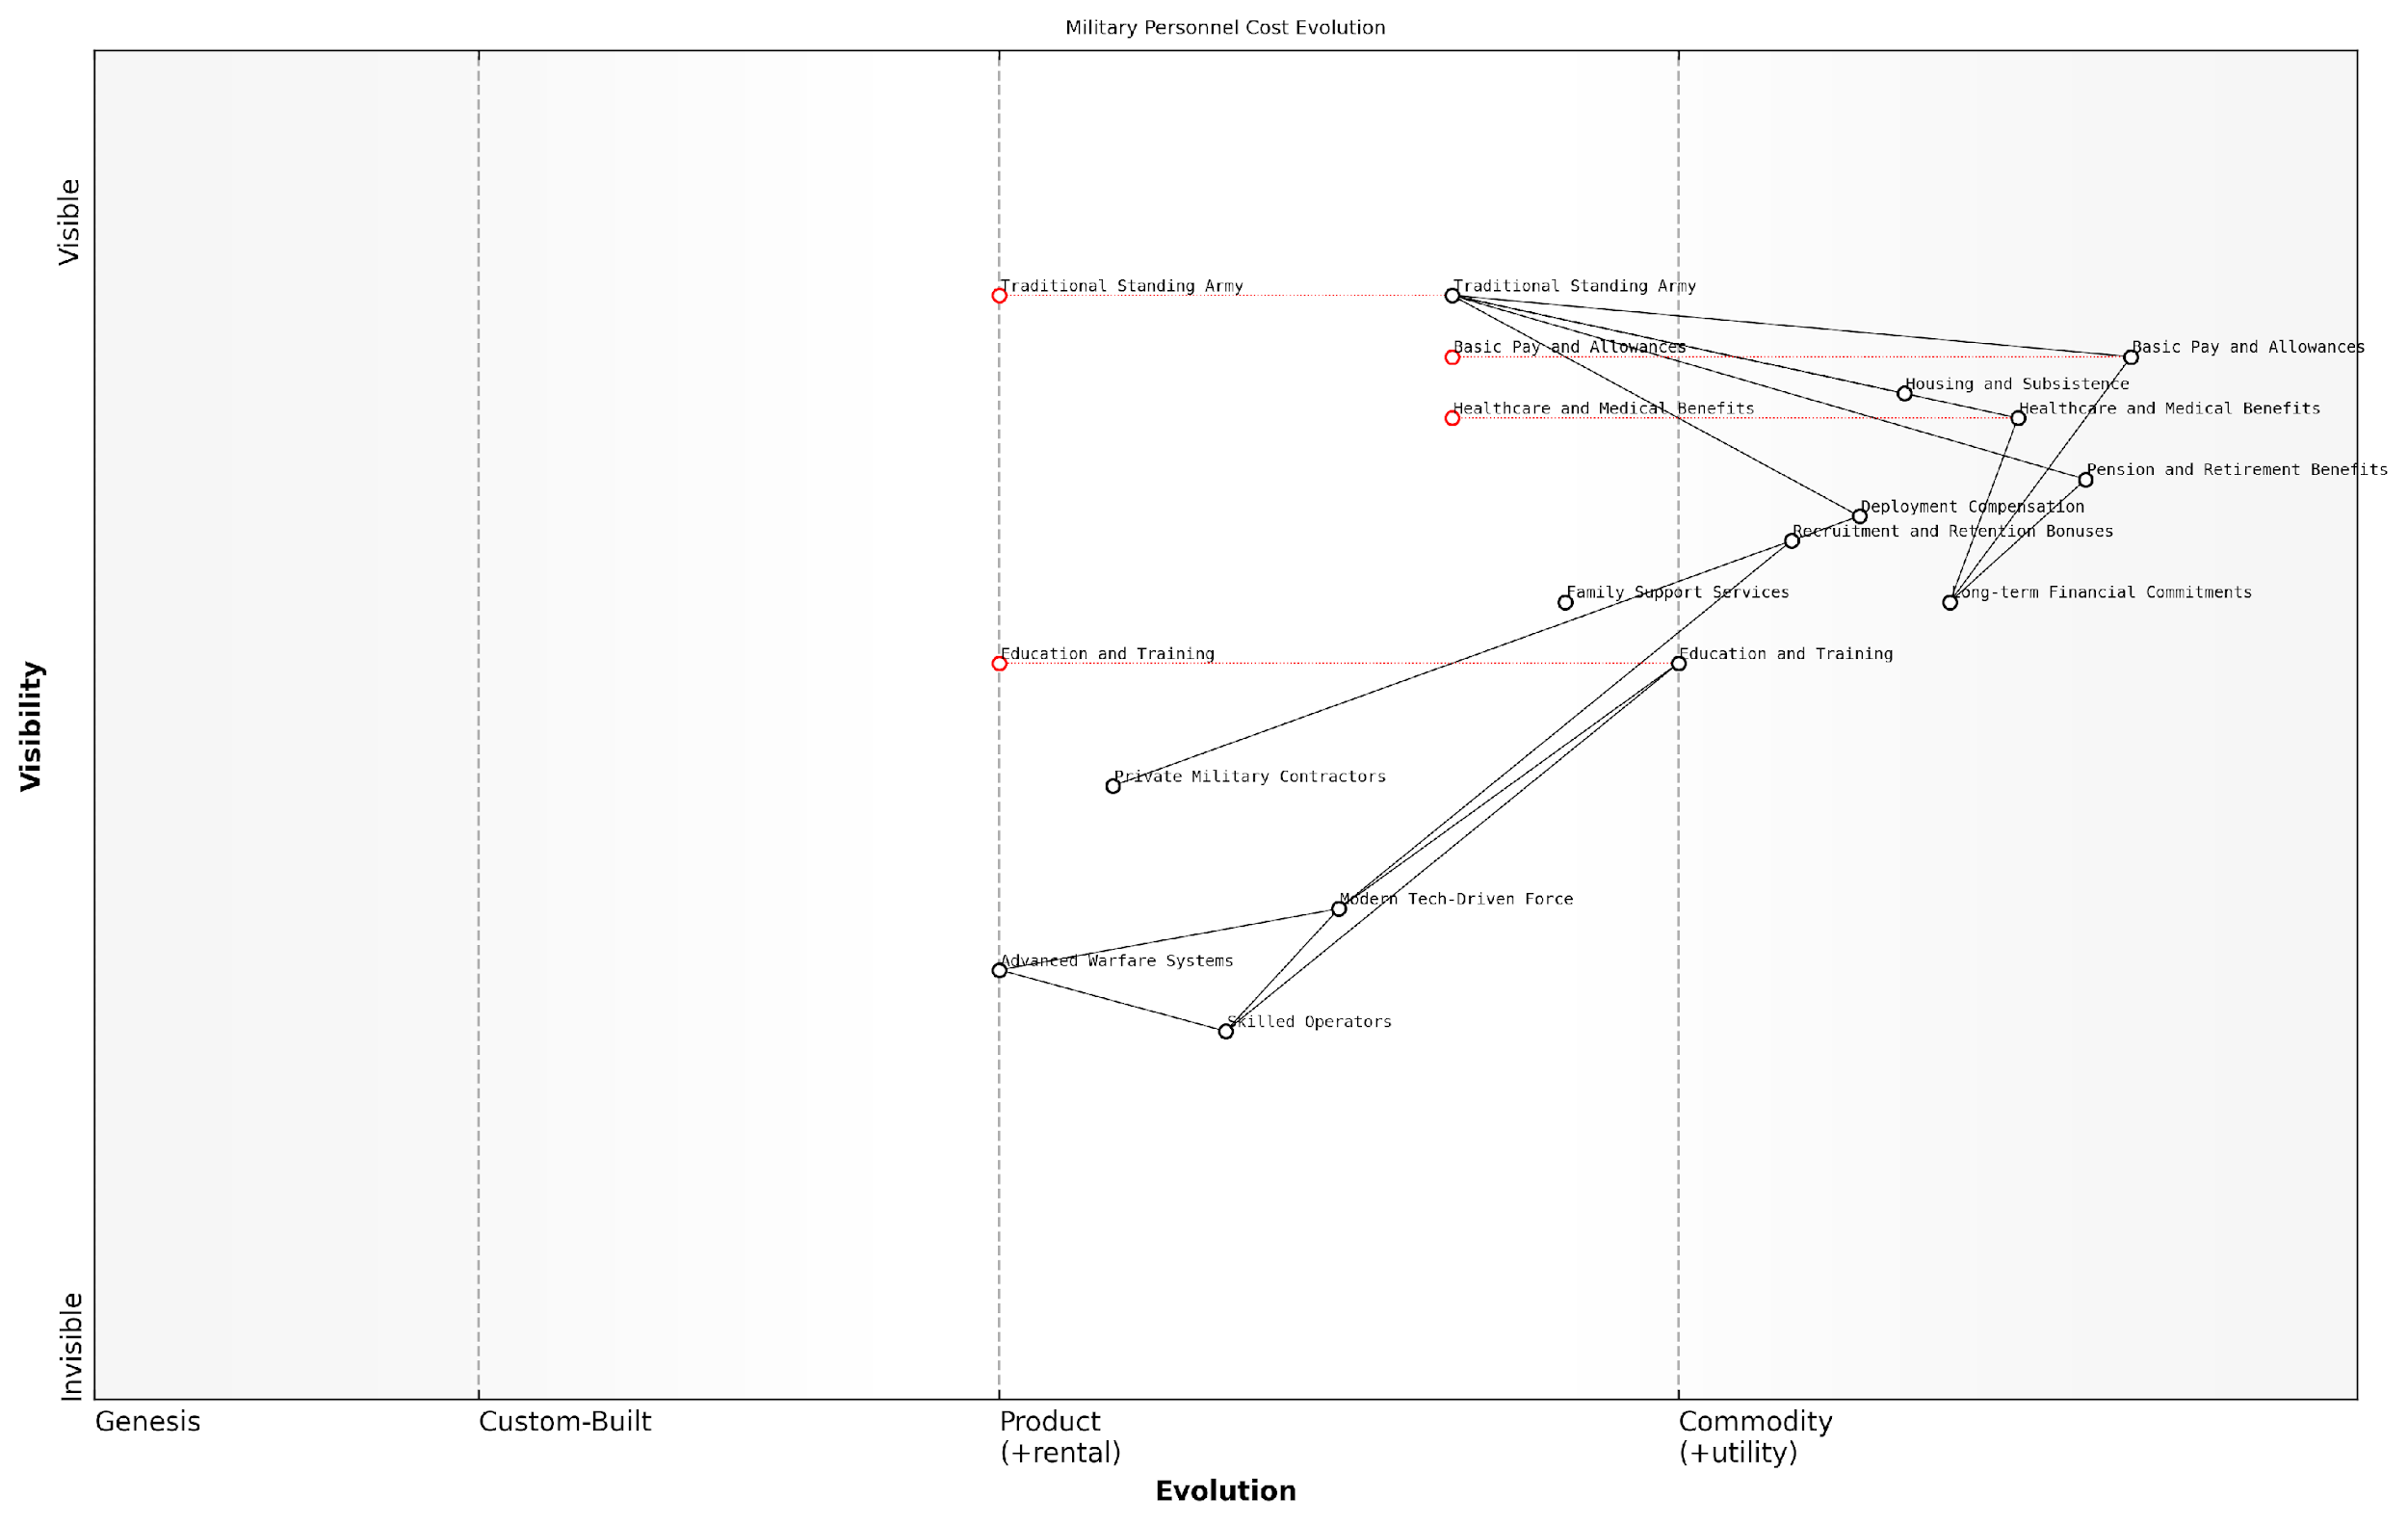 Military Personnel Cost Evolution
Visible
Traditional Standing Army
Traditional Standing Army
Basic Pay and Allowances
Basic Pay and Allowances
Housing and Subsistence
Healthcare and Medical Benefits
Healthcare and Medical Benefits
Pension and Retirement Benefits
Deployment Compensation
Recruitment and Retention Bonuses
Family Support Services
Long-term Financial Commitments
Education and Training
Education and Training
Visibility
Private Military Contractors
Modern Tech-Driven Force
Advanced Warfare Systems
Skilled Operators
Invisible
Genesis
Custom-Built
Product
(+rental)
Commodity
(+utility)
Evolution